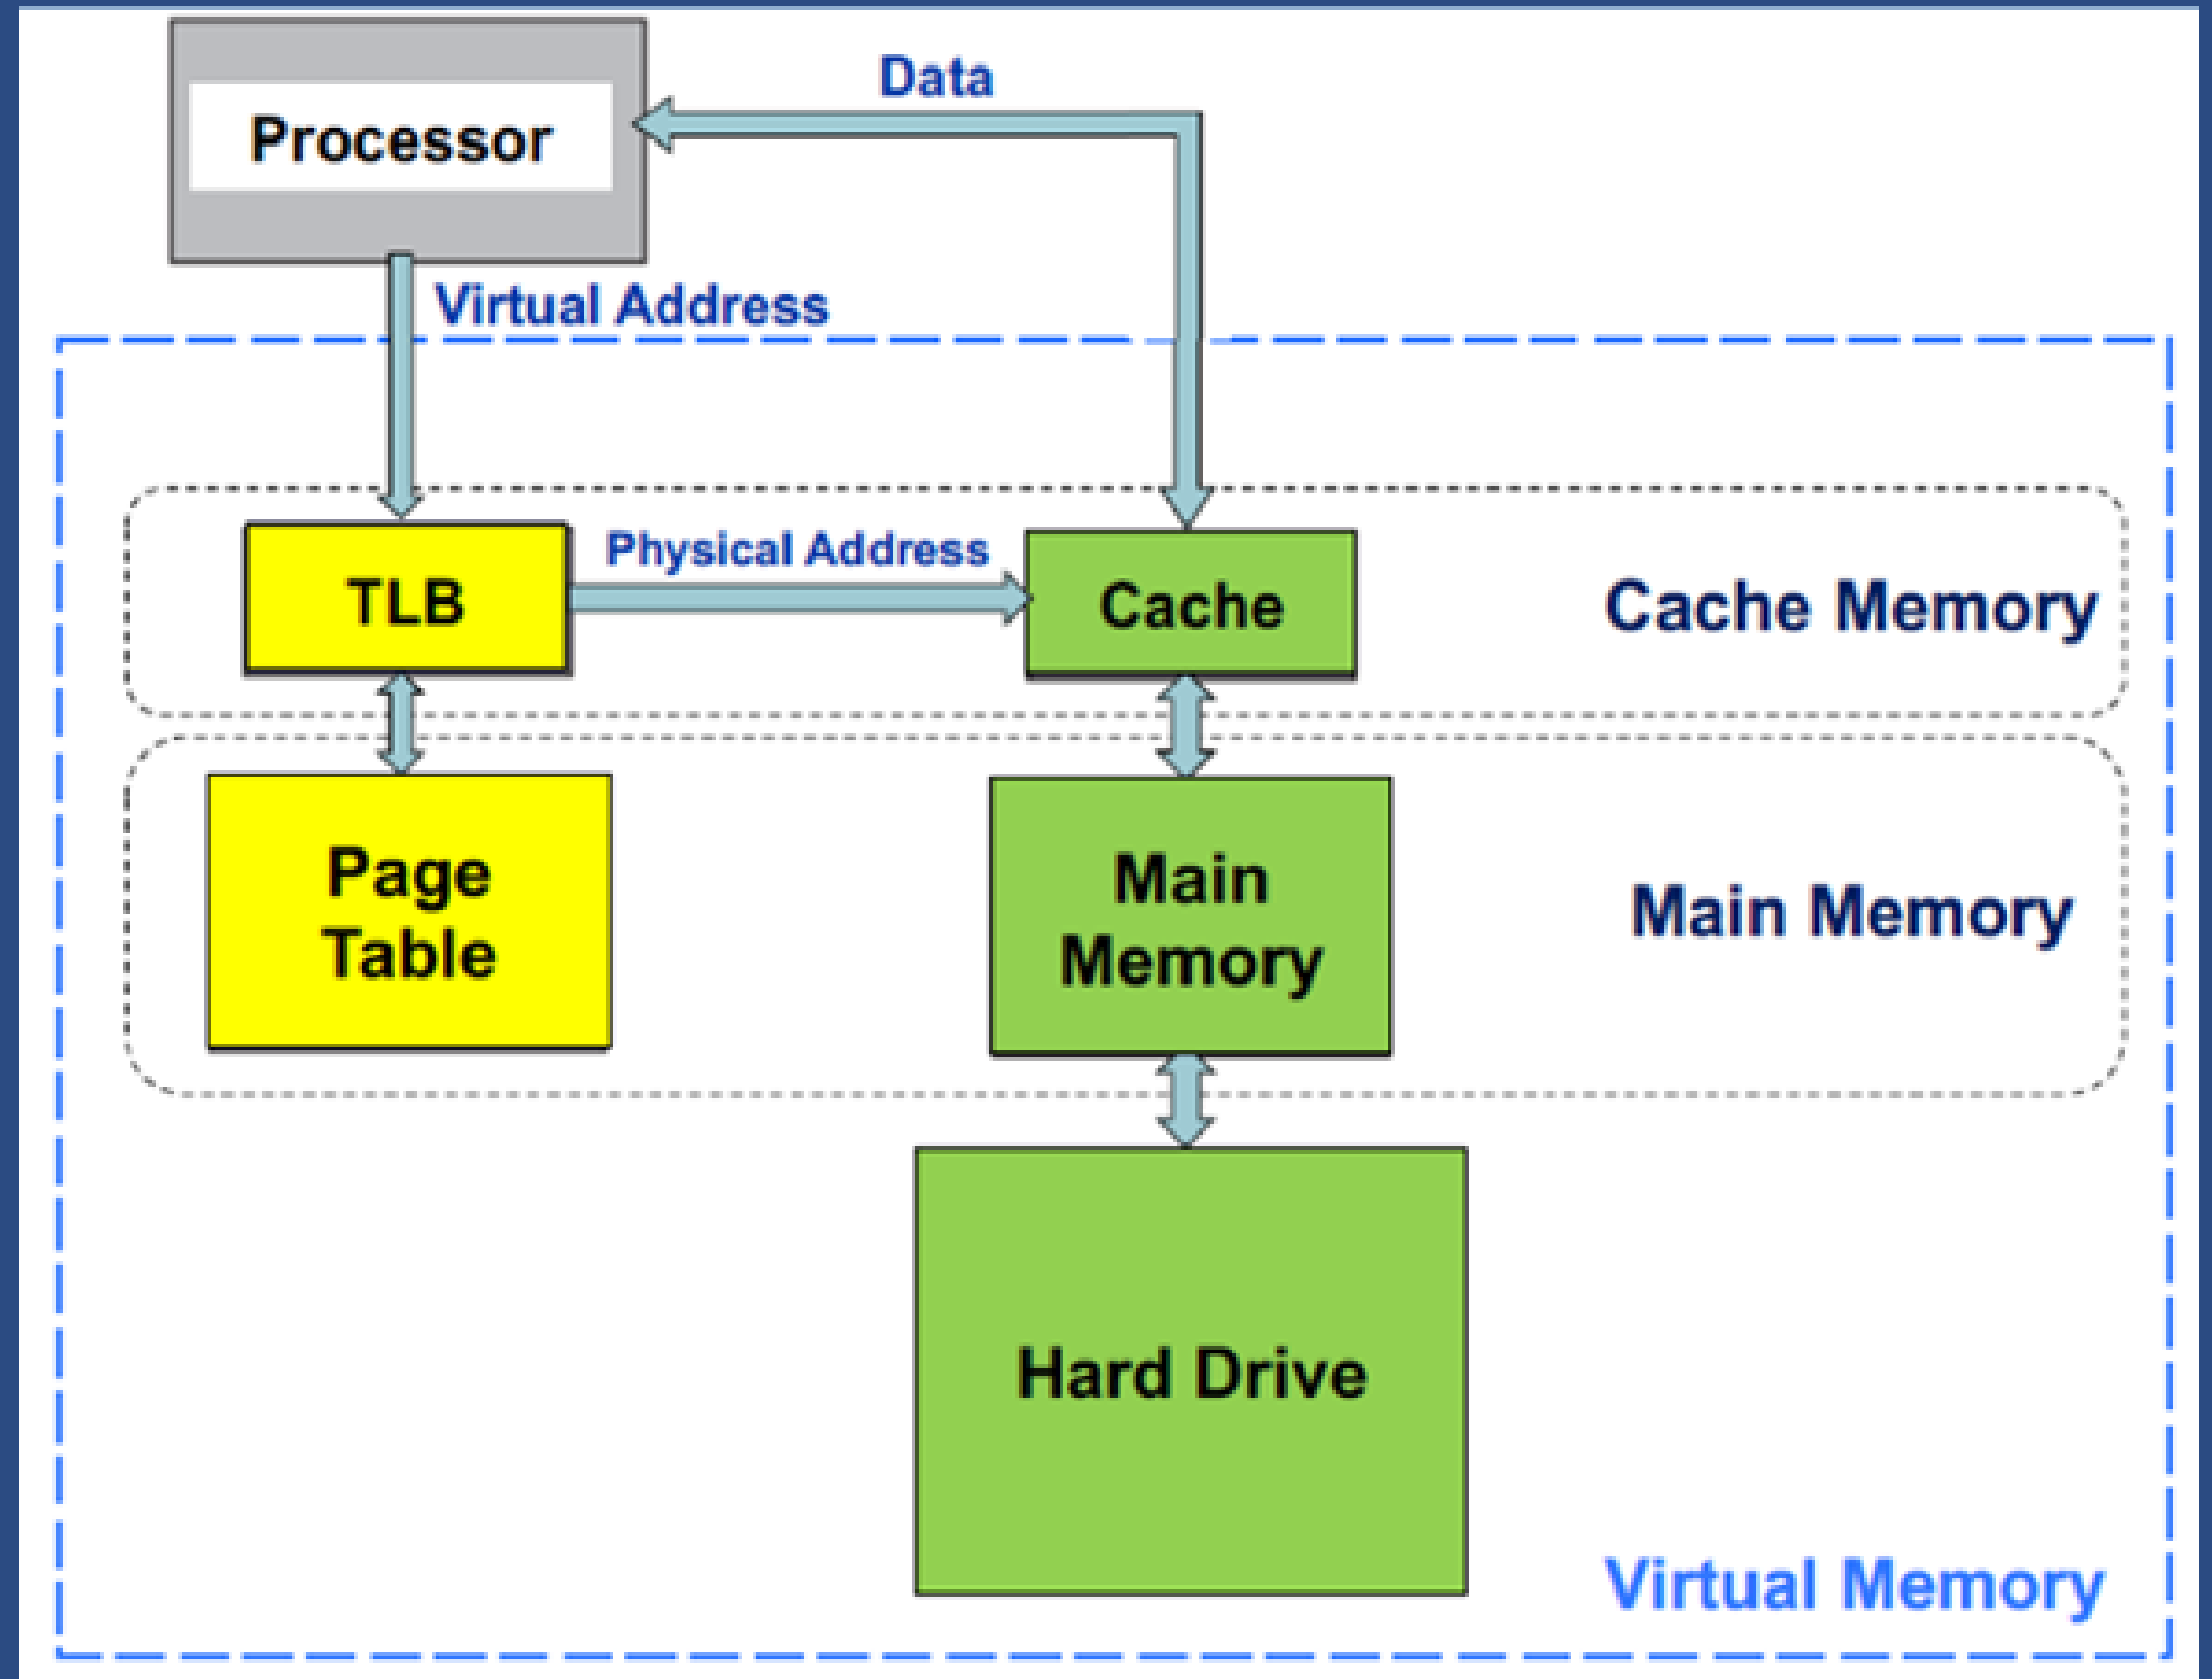 Data
Processor
Virtual Address
Physical Address
TLB
Cache
Cache Memory
Page
Table
Main
Memory
Main Memory
Hard Drive
Virtual Memory